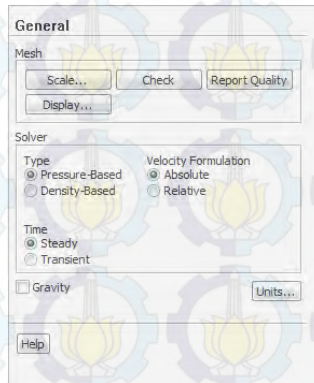 General
Mesh
Scale... Check Report Quality
Display...
Solver
Type Velocity Formulation
Pressure-Based Absolute
Density-Based Relative
Time
Steady
Transient
Gravity Units...
Help